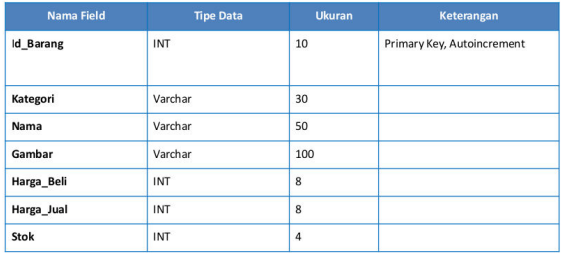 Nama Field Tipe Data Ukuran Keterangan
Id_Barang INT 10 Primary Key, Autoincrement
Kategori Varchar 30
Nama Varchar 50
Gambar Varchar 100
Harga_Beli INT 8
Harga_Jual INT 8
Stok INT 4